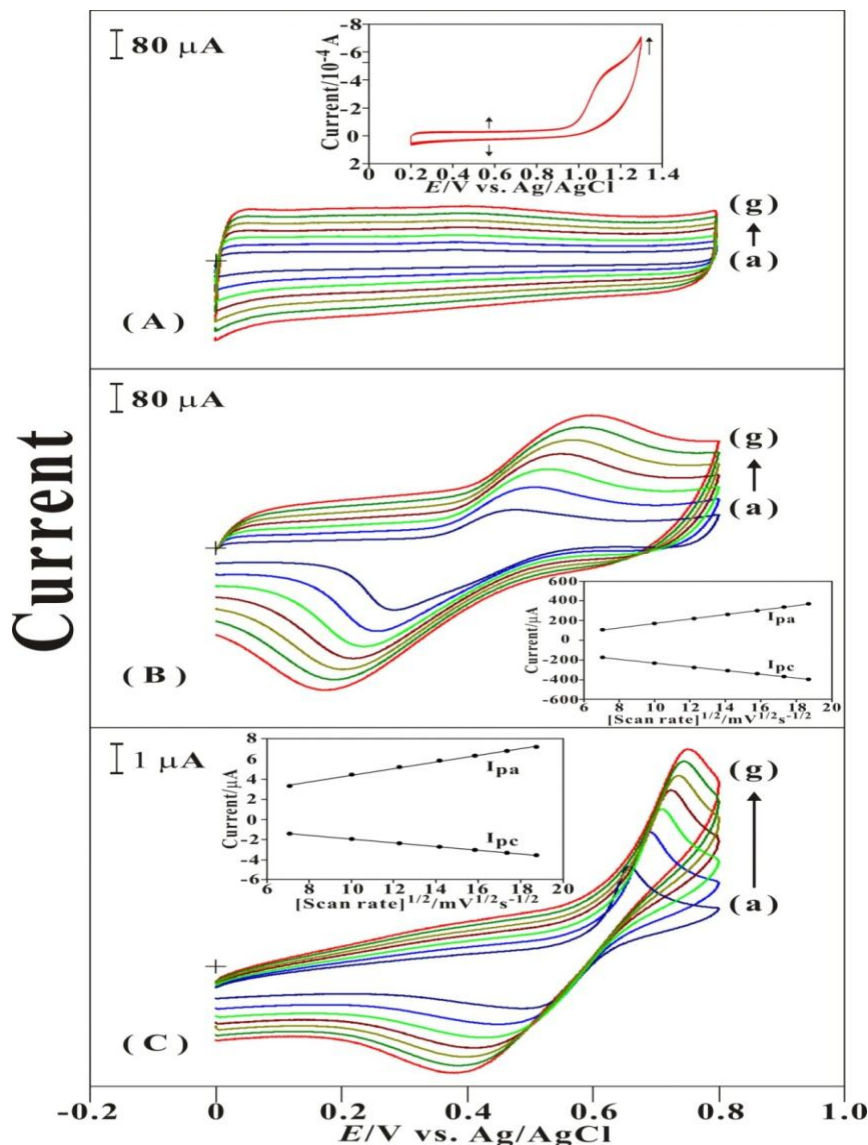 80 μA
Current/10⁻⁴ A
-8
-6
-4
-2
0
2
0 0.2 0.4 0.6 0.8 1.0 1.2 1.4
E/V vs. Ag/AgCl
(g)
(a)
(A)
80 μA
(g)
(a)
(B)
Current/μA
600
400
200
0
-200
-400
-600
Ipa
Ipc
6 8 10 12 14 16 18 20
[Scan rate]¹/²/mV¹/²s⁻¹/²
Current
1 μA
Current/μA
8
6
4
2
0
-2
-4
-6
Ipa
Ipc
6 8 10 12 14 16 18 20
[Scan rate]¹/²/mV¹/²s⁻¹/²
(g)
(a)
(C)
-0.2 0 0.2 0.4 0.6 0.8 1.0
E/V vs. Ag/AgCl